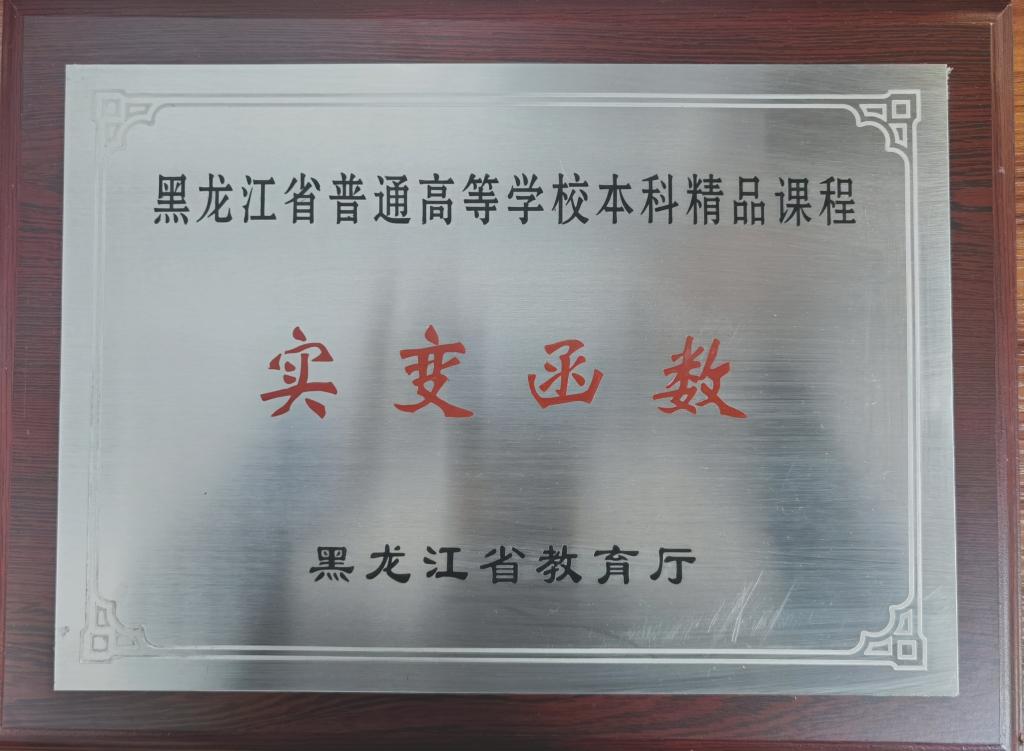 黑龙江省普通高等学校本科精品课程
实变函数
黑龙江省教育厅